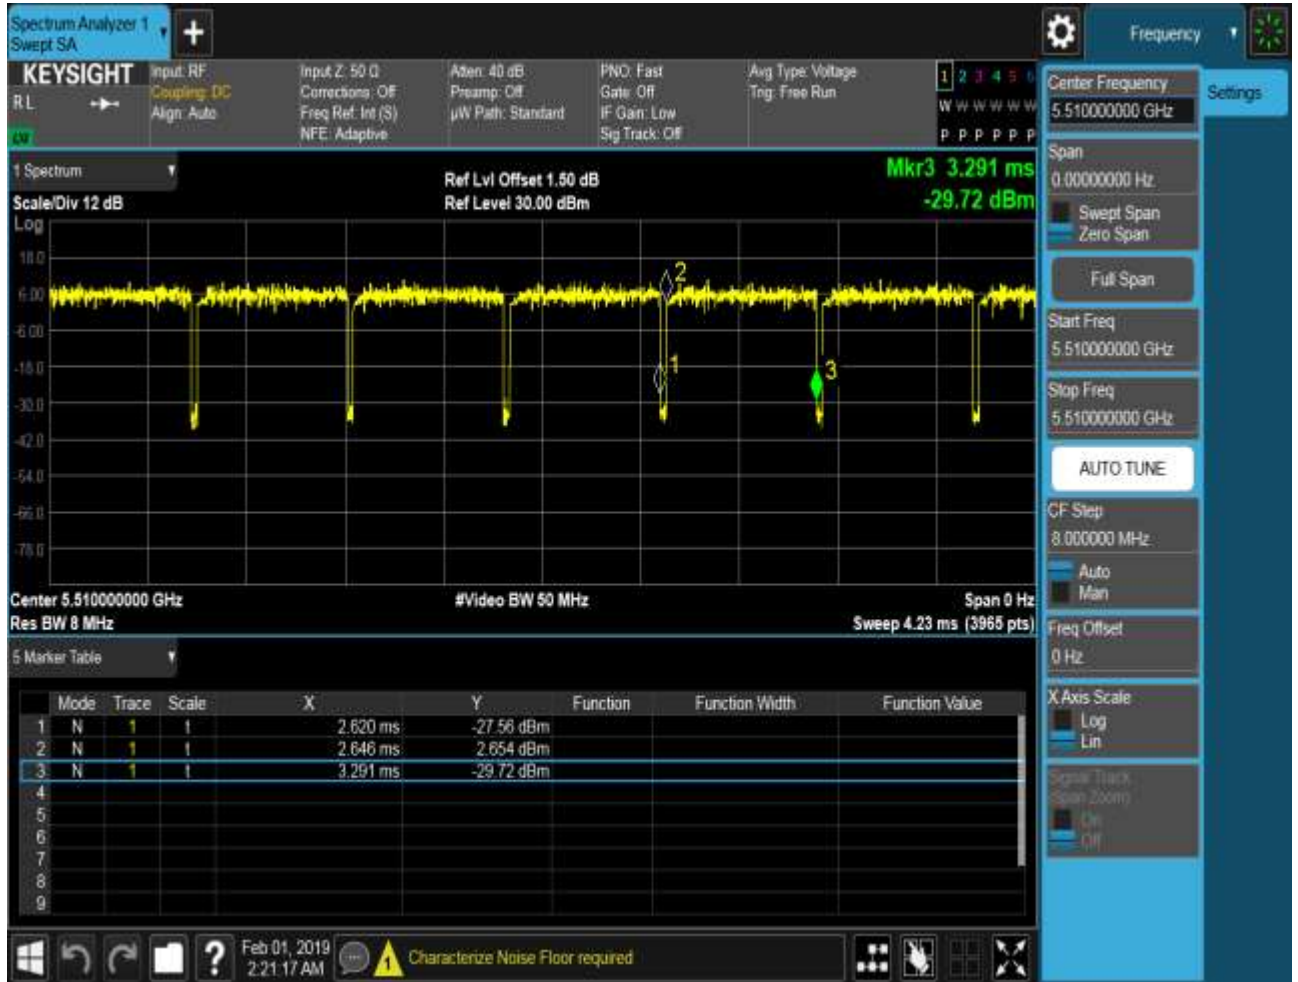 Spectrum Analyzer 1
Swept SA
+
Frequency
KEYSIGHT
RL
Input: RF
Coupling: DC
Align: Auto
Input Z: 50 Ω
Corrections: Off
Freq Ref: Int (S)
NFE: Adaptive
Atten: 40 dB
Preamp: Off
µW Path: Standard
PNO: Fast
Gate: Off
IF Gain: Low
Sig Track: Off
Avg Type: Voltage
Trig: Free Run
1 2 3 4 5 6
W W W W W W
P P P P P P
1 Spectrum
Scale/Div 12 dB
Ref Lvl Offset 1.50 dB
Ref Level 30.00 dBm
Mkr3 3.291 ms
-29.72 dBm
Log
18.0
6.00
-6.00
-18.0
-30.0
-42.0
-54.0
-66.0
-78.0
2
1
3
Center 5.510000000 GHz
#Video BW 50 MHz
Span 0 Hz
Res BW 8 MHz
Sweep 4.23 ms (3965 pts)
5 Marker Table
Mode Trace Scale X Y Function Function Width Function Value
1 N 1 t 2.620 ms -27.56 dBm
2 N 1 t 2.646 ms 2.654 dBm
3 N 1 t 3.291 ms -29.72 dBm
4
5
6
7
8
9
Feb 01, 2019
2:21:17 AM
?
1
Characterize Noise Floor required
Center Frequency
5.510000000 GHz
Settings
Span
0.00000000 Hz
Swept Span
Zero Span
Full Span
Start Freq
5.510000000 GHz
Stop Freq
5.510000000 GHz
AUTO TUNE
CF Step
8.000000 MHz
Auto
Man
Freq Offset
0 Hz
X Axis Scale
Log
Lin
Signal Track
(Span Zoom)
On
Off